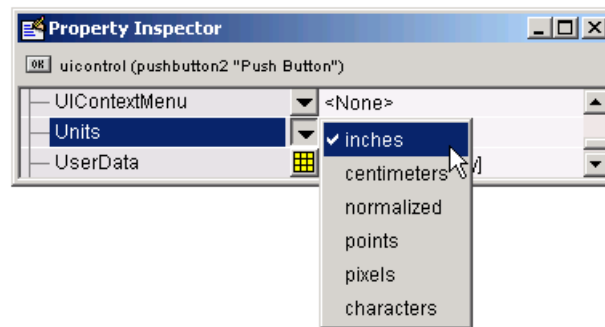 Property Inspector
OK uicontrol (pushbutton2 "Push Button")
UIContextMenu <None>
Units
UserData y]
inches
centimeters
normalized
points
pixels
characters